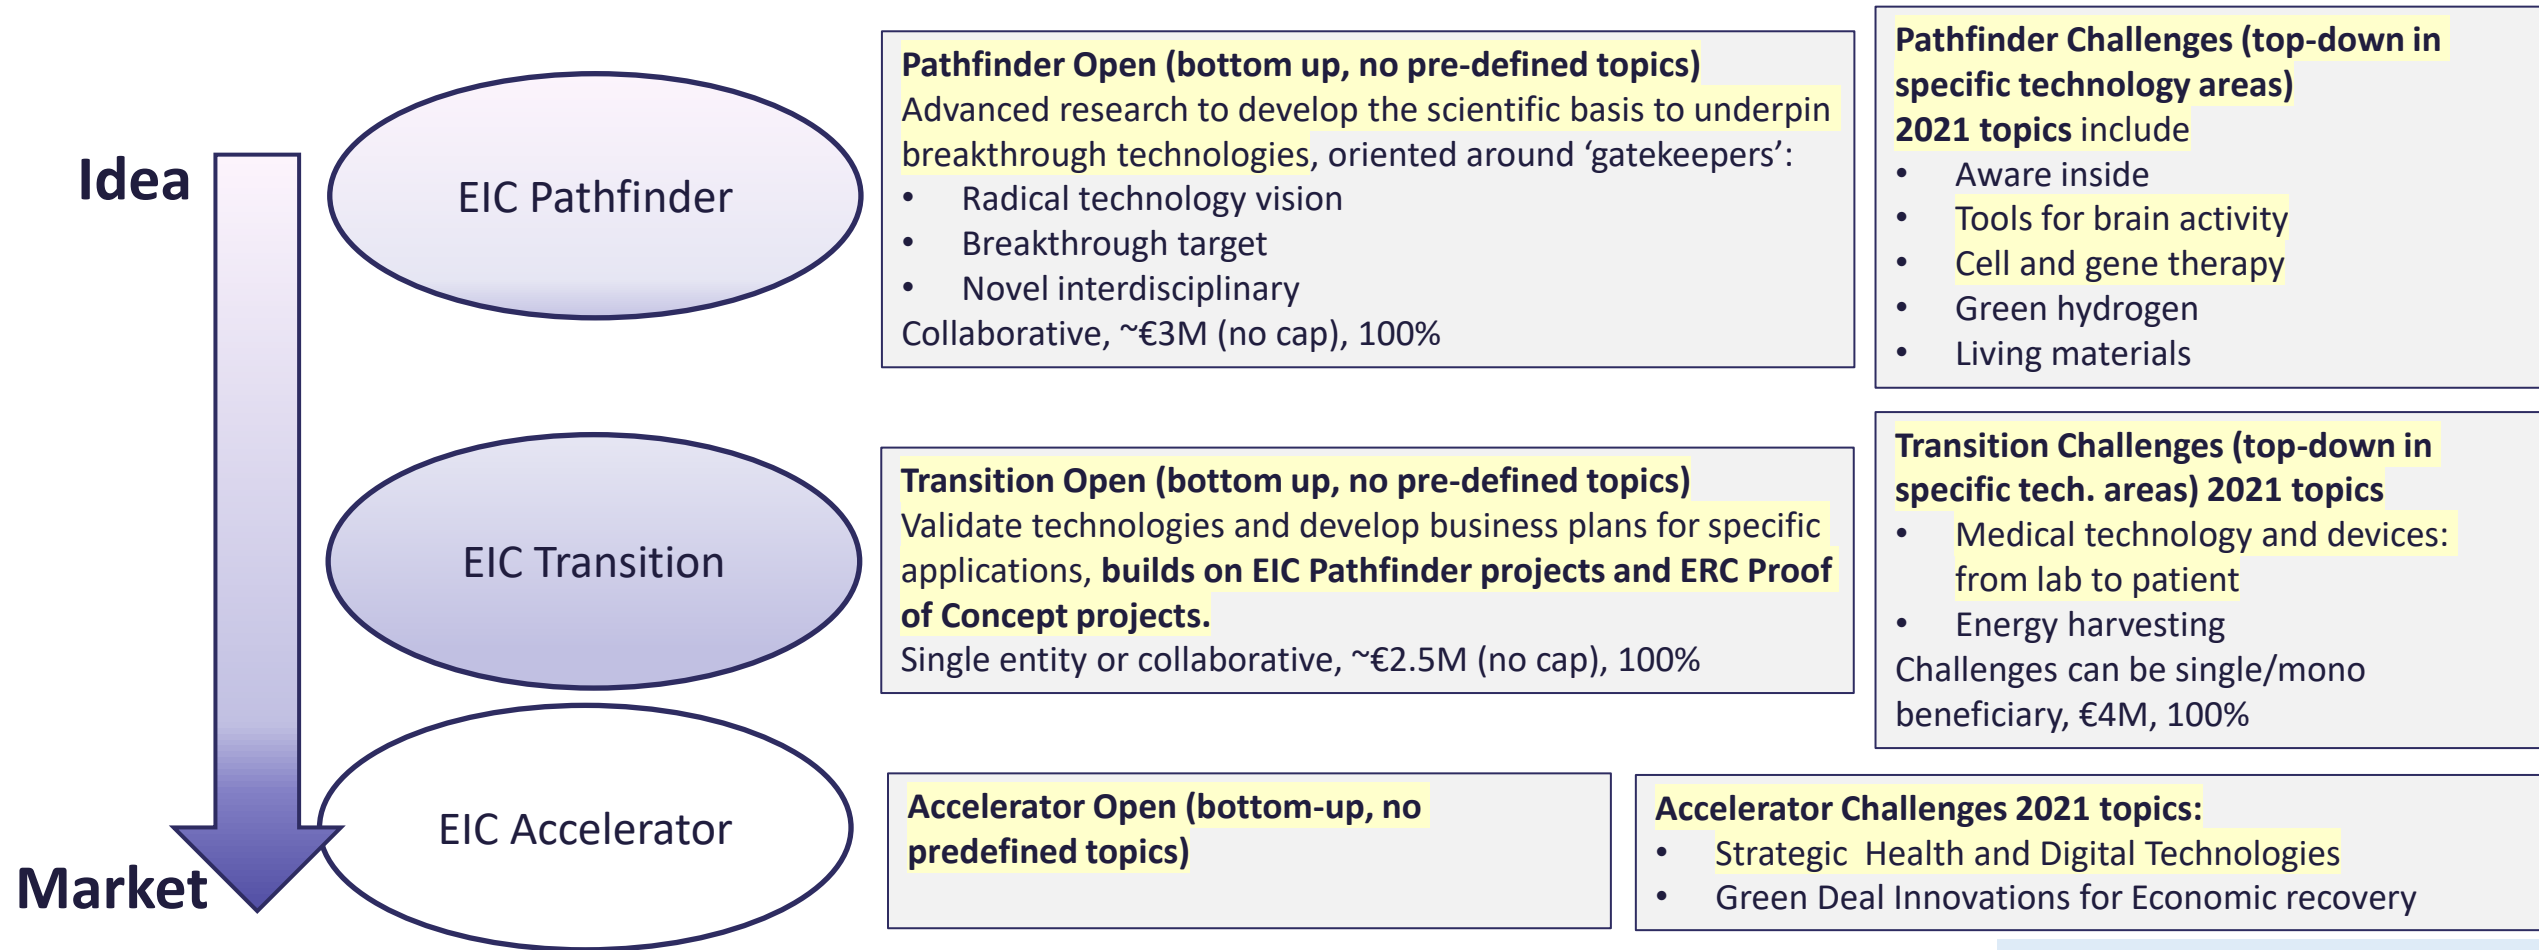 Idea
Market
EIC Pathfinder
Pathfinder Open (bottom up, no pre-defined topics)
Advanced research to develop the scientific basis to underpin
breakthrough technologies, oriented around ‘gatekeepers’:
• Radical technology vision
• Breakthrough target
• Novel interdisciplinary
Collaborative, ~€3M (no cap), 100%
Pathfinder Challenges (top-down in
specific technology areas)
2021 topics include
• Aware inside
• Tools for brain activity
• Cell and gene therapy
• Green hydrogen
• Living materials
EIC Transition
Transition Open (bottom up, no pre-defined topics)
Validate technologies and develop business plans for specific
applications, builds on EIC Pathfinder projects and ERC Proof
of Concept projects.
Single entity or collaborative, ~€2.5M (no cap), 100%
Transition Challenges (top-down in
specific tech. areas) 2021 topics
• Medical technology and devices:
from lab to patient
• Energy harvesting
Challenges can be single/mono
beneficiary, €4M, 100%
EIC Accelerator
Accelerator Open (bottom-up, no
predefined topics)
Accelerator Challenges 2021 topics:
• Strategic  Health and Digital Technologies
• Green Deal Innovations for Economic recovery